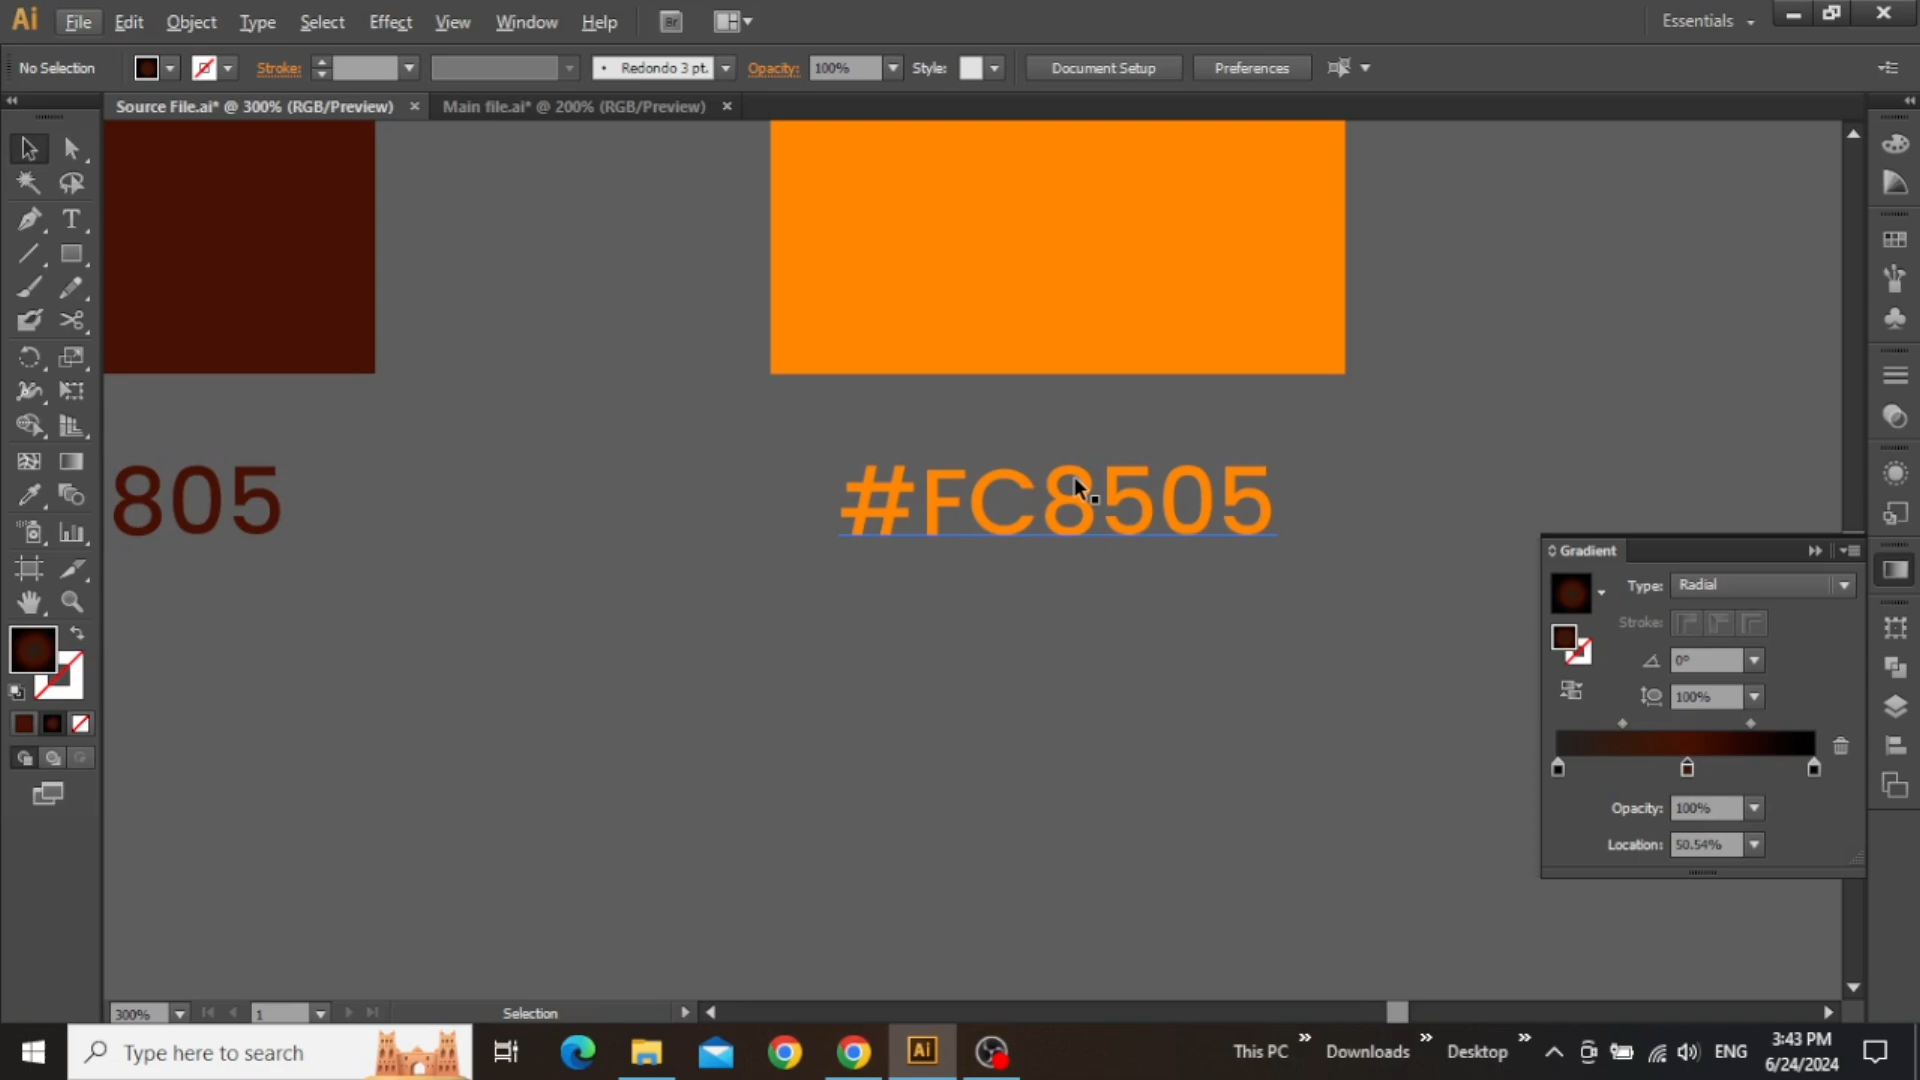 Ai File Edit Object Type Select Effect View Window Help Br Essentials
No Selection Stroke: Redondo 3 pt. Opacity: 100% Style: Document Setup Preferences
Source File.ai* @ 300% (RGB/Preview) Main file.ai* @ 200% (RGB/Preview)
805 #FC8505
Gradient
Type: Radial
Stroke:
0°
100%
Opacity: 100%
Location: 50.54%
300% 1 Selection
Type here to search Ai This PC Downloads Desktop ENG 3:43 PM
6/24/2024